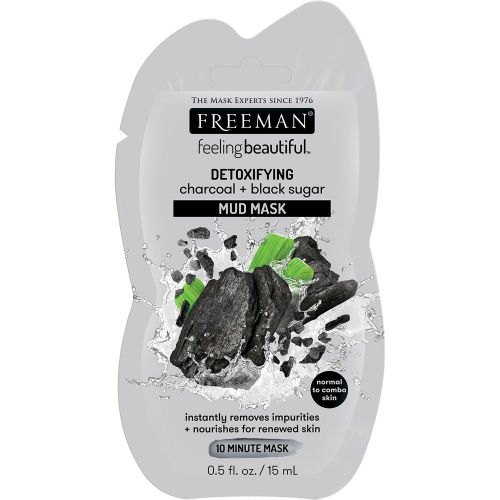 THE MASK EXPERTS SINCE 1976
FREEMAN®
feelingbeautiful™
DETOXIFYING
charcoal + black sugar
MUD MASK
normal
to combo
skin
instantly removes impurities
+ nourishes for renewed skin
10 MINUTE MASK
0.5 fl. oz. / 15 mL